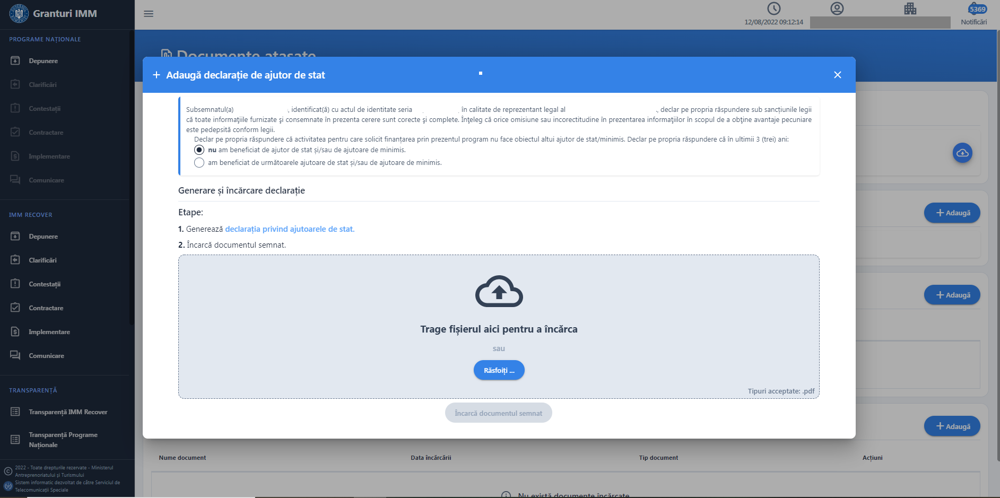 Granturi IMM
12/08/2022 09:12:14
5369
Notificări
PROGRAME NAȚIONALE
Depunere
Clarificări
Contestații
Contractare
Implementare
Comunicare
IMM RECOVER
Depunere
Clarificări
Contestații
Contractare
Implementare
Comunicare
TRANSPARENȚĂ
Transparență IMM Recover
Transparență Programe
Naționale
2022 - Toate drepturile rezervate - Ministerul
Antreprenoriatului și Turismului
Sistem informatic dezvoltat de către Serviciul de
Telecomunicații Speciale
Documente atașate
Adaugă declarație de ajutor de stat
Subsemnatul(a) , identificat(ă) cu actul de identitate seria în calitate de reprezentant legal al ., declar pe propria răspundere sub sancțiunile legii
că toate informaţiile furnizate şi consemnate în prezenta cerere sunt corecte şi complete. Înţeleg că orice omisiune sau incorectitudine în prezentarea informaţiilor în scopul de a obţine avantaje pecuniare
este pedepsită conform legii.
Declar pe propria răspundere că activitatea pentru care solicit finanțarea prin prezentul program nu face obiectul altui ajutor de stat/minimis. Declar pe propria răspundere că în ultimii 3 (trei) ani:
nu am beneficiat de ajutor de stat și/sau de ajutoare de minimis.
am beneficiat de următoarele ajutoare de stat și/sau de ajutoare de minimis.
Generare și încărcare declarație
Etape:
1. Generează declarația privind ajutoarele de stat.
2. Încarcă documentul semnat.
Trage fișierul aici pentru a încărca
sau
Răsfoiți ...
Tipuri acceptate: .pdf
Încarcă documentul semnat
Adaugă
Adaugă
Adaugă
Nume document
Data încărcării
Tip document
Acțiuni
Nu există documente încărcate